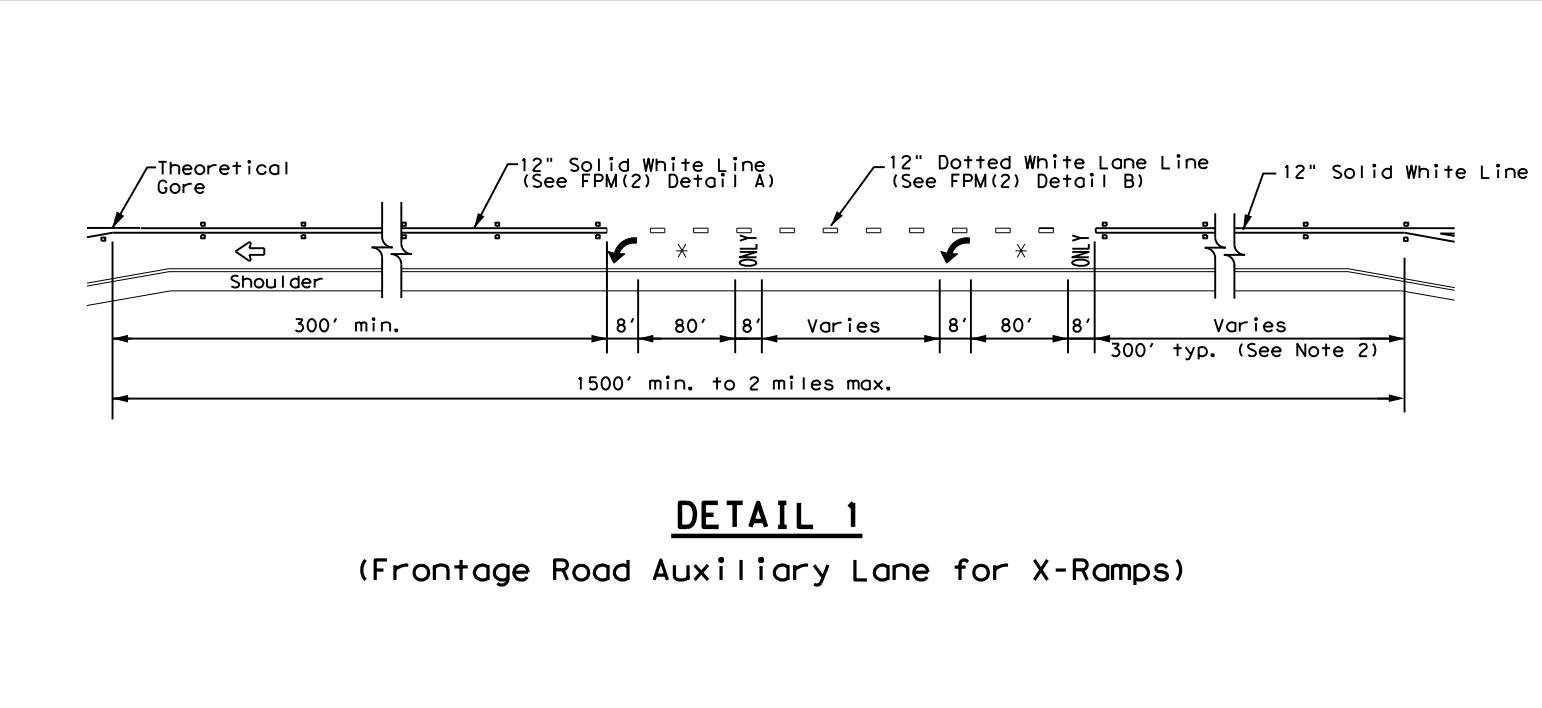 Theoretical
Gore
12" Solid White Line
(See FPM(2) Detail A)
12" Dotted White Lane Line
(See FPM(2) Detail B)
12" Solid White Line
* ONLY * ONLY
Shoulder
300' min. 8' 80' 8' Varies 8' 80' 8' Varies
300' typ. (See Note 2)
1500' min. to 2 miles max.
DETAIL 1
(Frontage Road Auxiliary Lane for X-Ramps)